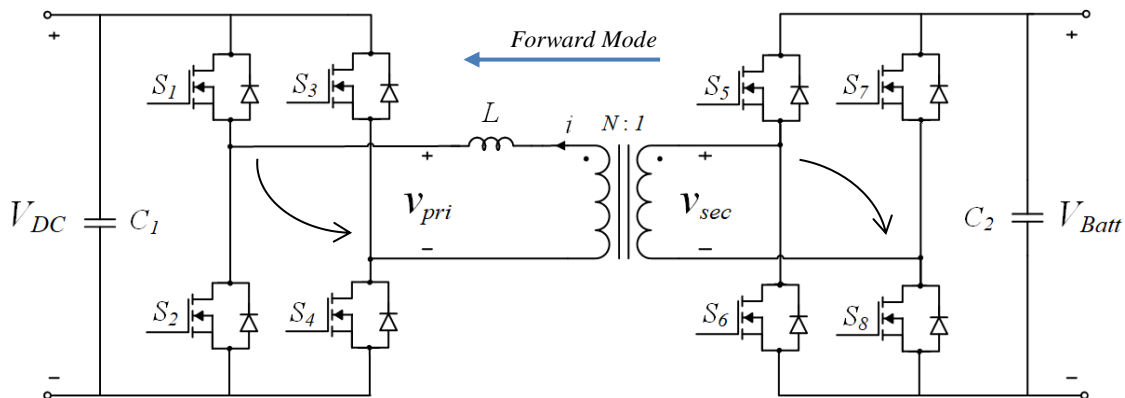 Forward Mode
S1
S3
S5
S7
L
i
N : 1
+
−
VDC
C1
+
vpri
−
+
vsec
−
C2
+
VBatt
−
S2
S4
S6
S8